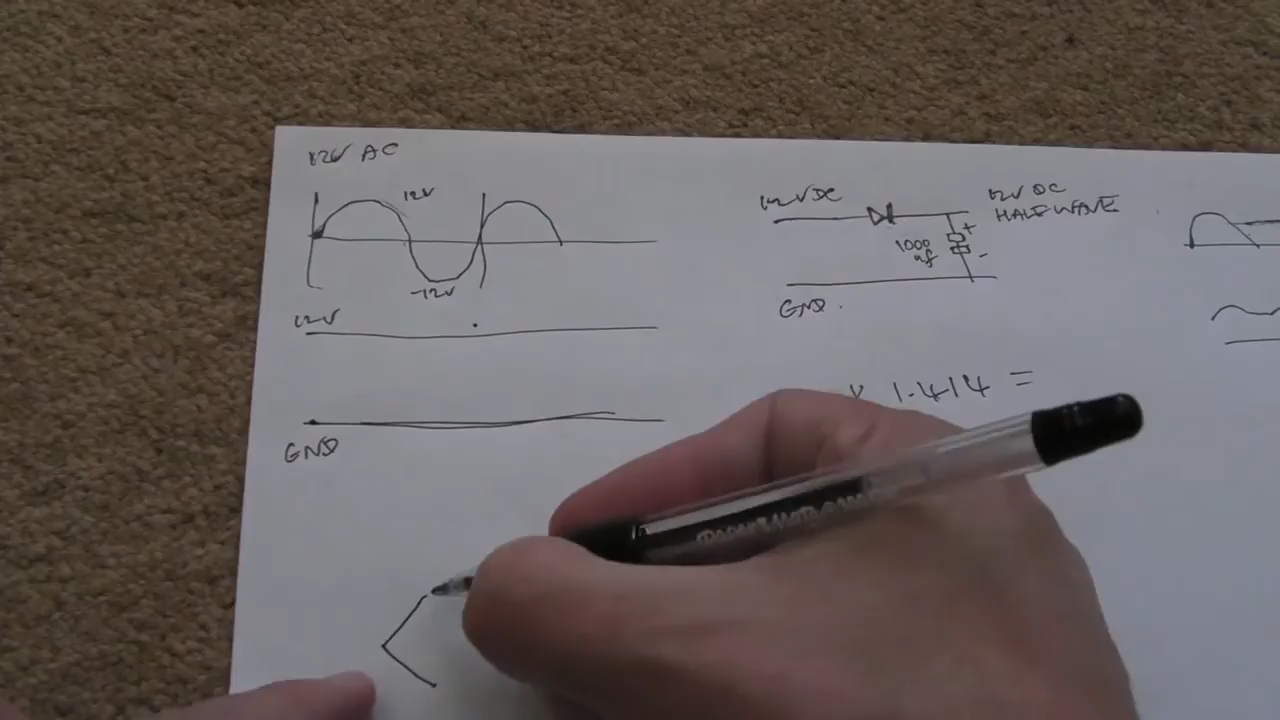 12V AC
12V
-12V
12V
GND
12V DC
12V DC
HALFWAVE
1000
uf
+
-
GND.
x 1.414 =